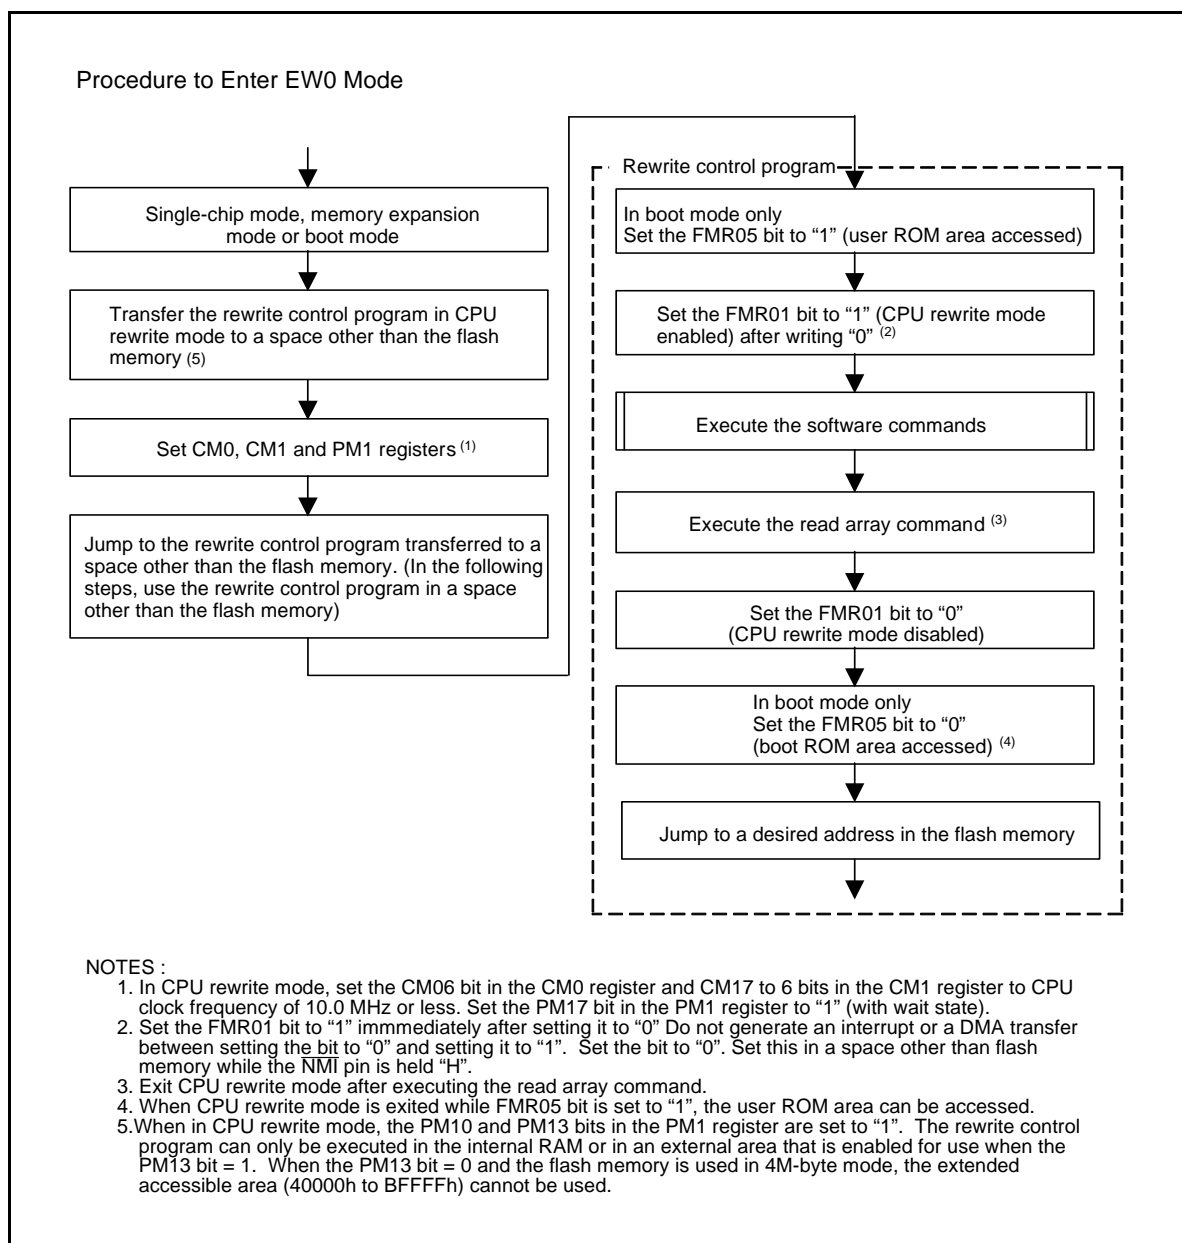 Procedure to Enter EW0 Mode
Single-chip mode, memory expansion
mode or boot mode
Transfer the rewrite control program in CPU
rewrite mode to a space other than the flash
memory (5)
Set CM0, CM1 and PM1 registers (1)
Jump to the rewrite control program transferred to a
space other than the flash memory. (In the following
steps, use the rewrite control program in a space
other than the flash memory)
Rewrite control program
In boot mode only
Set the FMR05 bit to “1” (user ROM area accessed)
Set the FMR01 bit to “1” (CPU rewrite mode
enabled) after writing “0” (2)
Execute the software commands
Execute the read array command (3)
Set the FMR01 bit to “0”
(CPU rewrite mode disabled)
In boot mode only
Set the FMR05 bit to “0”
(boot ROM area accessed) (4)
Jump to a desired address in the flash memory
NOTES :
1. In CPU rewrite mode, set the CM06 bit in the CM0 register and CM17 to 6 bits in the CM1 register to CPU
clock frequency of 10.0 MHz or less. Set the PM17 bit in the PM1 register to “1” (with wait state).
2. Set the FMR01 bit to “1” immmediately after setting it to “0” Do not generate an interrupt or a DMA transfer
between setting the bit to “0” and setting it to “1”. Set the bit to “0”. Set this in a space other than flash
memory while the NMI pin is held “H”.
3. Exit CPU rewrite mode after executing the read array command.
4. When CPU rewrite mode is exited while FMR05 bit is set to “1”, the user ROM area can be accessed.
5.When in CPU rewrite mode, the PM10 and PM13 bits in the PM1 register are set to “1”. The rewrite control
program can only be executed in the internal RAM or in an external area that is enabled for use when the
PM13 bit = 1. When the PM13 bit = 0 and the flash memory is used in 4M-byte mode, the extended
accessible area (40000h to BFFFFh) cannot be used.